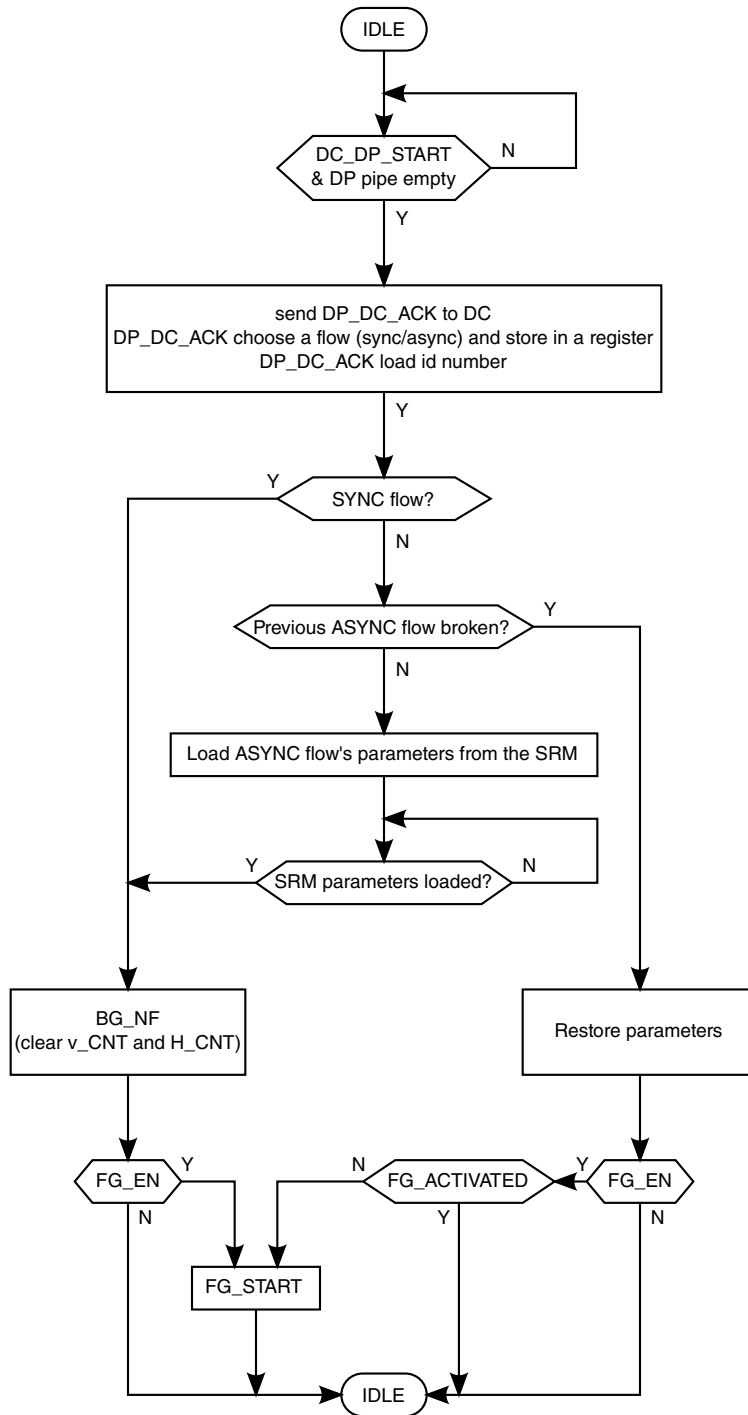 IDLE
DC_DP_START
& DP pipe empty
N
Y
send DP_DC_ACK to DC
DP_DC_ACK choose a flow (sync/async) and store in a register
DP_DC_ACK load id number
Y
Y
SYNC flow?
N
Previous ASYNC flow broken?
Y
N
Load ASYNC flow's parameters from the SRM
Y
SRM parameters loaded?
N
BG_NF
(clear v_CNT and H_CNT)
Restore parameters
FG_EN
Y
N
N
FG_ACTIVATED
Y
Y
FG_EN
N
FG_START
IDLE